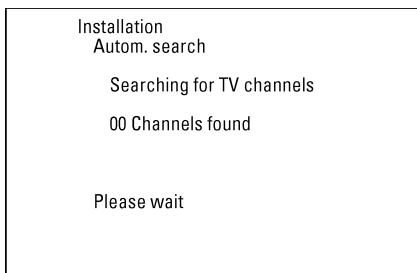 Installation
Autom. search
Searching for TV channels
00 Channels found
Please wait